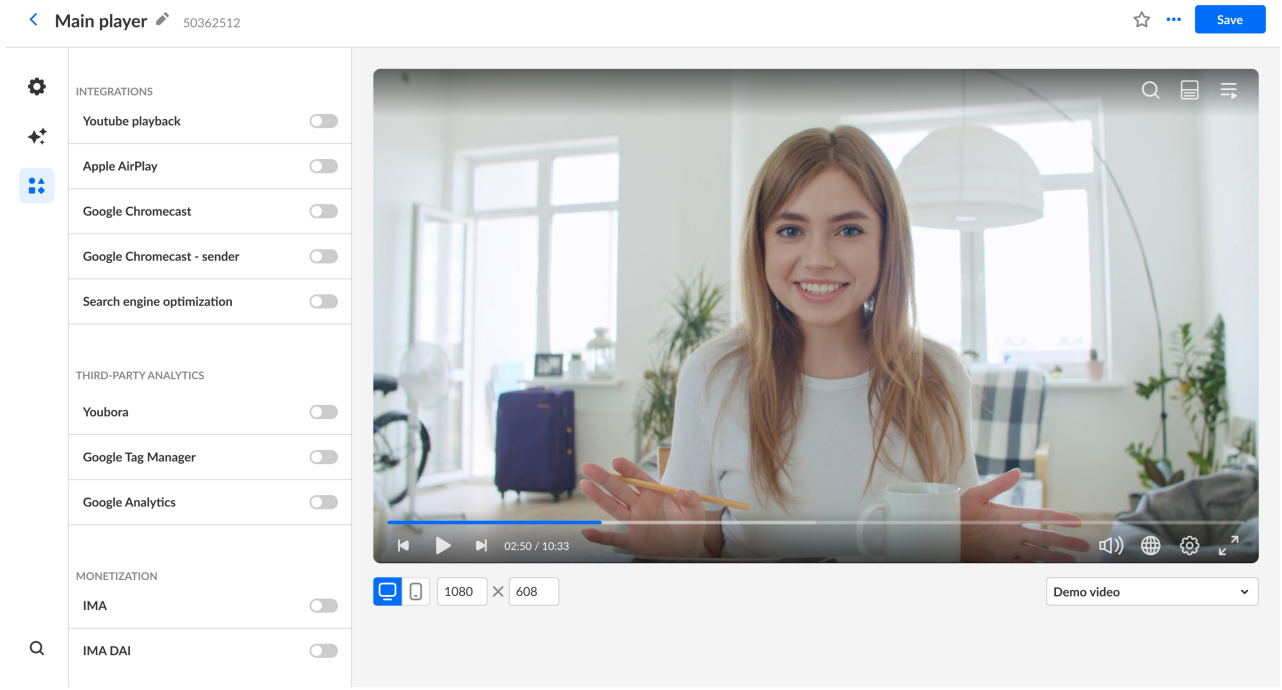 Main player 50362512
Save
INTEGRATIONS
Youtube playback
Apple AirPlay
Google Chromecast
Google Chromecast - sender
Search engine optimization
THIRD-PARTY ANALYTICS
Youbora
Google Tag Manager
Google Analytics
MONETIZATION
IMA
IMA DAI
02:50 / 10:33
1080 608
Demo video